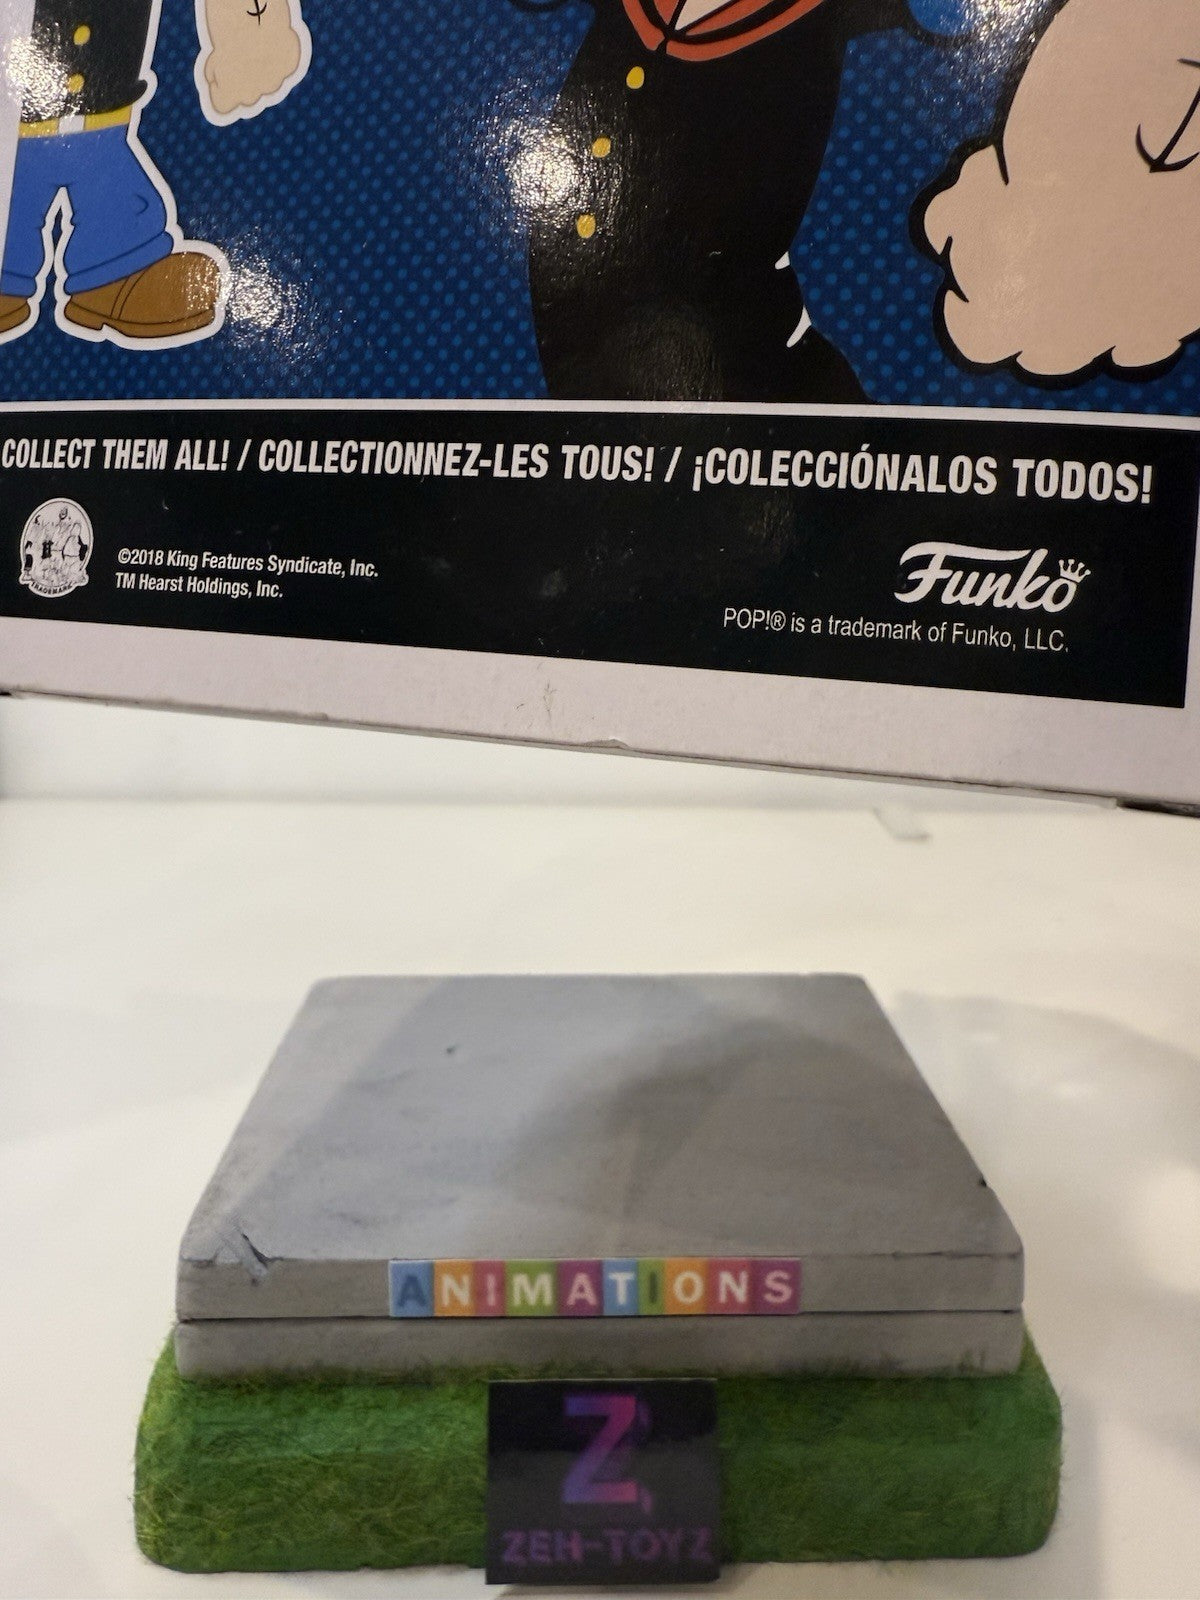 COLLECT THEM ALL! / COLLECTIONNEZ-LES TOUS! / ¡COLECCIÓNALOS TODOS!
©2018 King Features Syndicate, Inc.
TM Hearst Holdings, Inc.
TRADEMARK
Funko
POP!® is a trademark of Funko, LLC.
ANIMATIONS
Z
ZEH-TOYZ